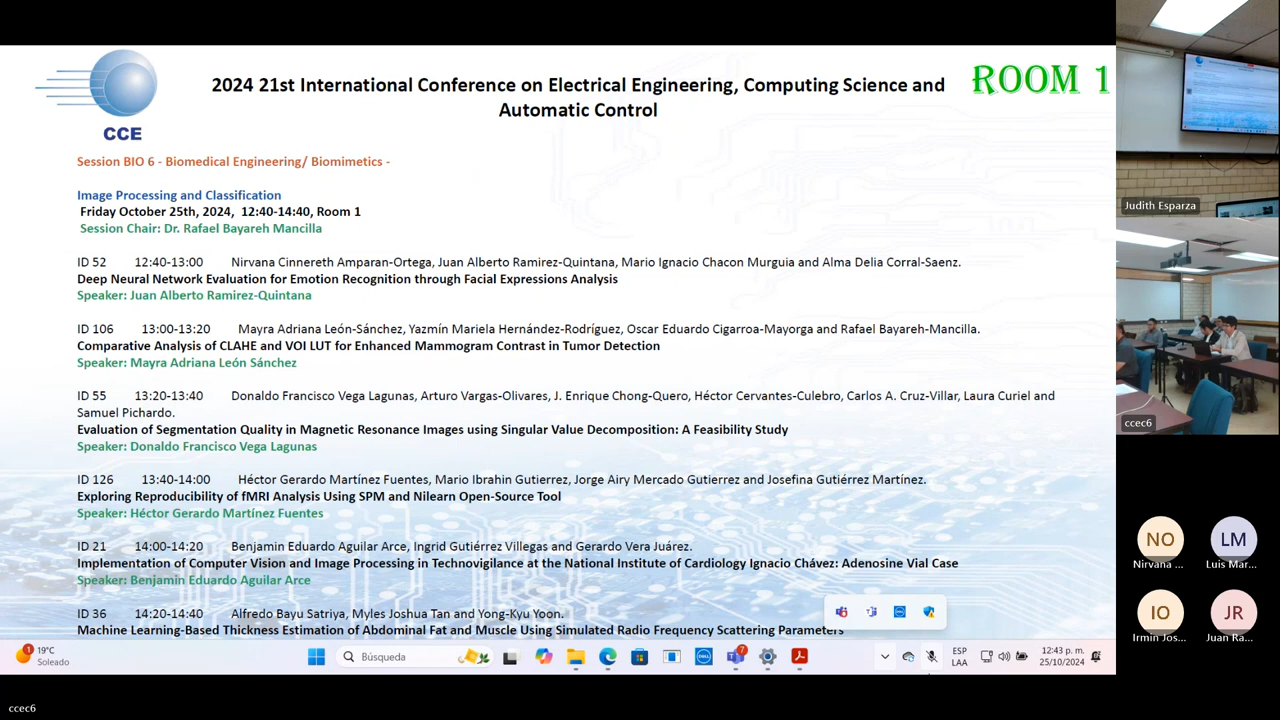 2024 21st International Conference on Electrical Engineering, Computing Science and
Automatic Control
ROOM 1
CCE
Session BIO 6 - Biomedical Engineering/ Biomimetics -
Image Processing and Classification
Friday October 25th, 2024, 12:40-14:40, Room 1
Session Chair: Dr. Rafael Bayareh Mancilla
ID 52 12:40-13:00 Nirvana Cinnereth Amparan-Ortega, Juan Alberto Ramirez-Quintana, Mario Ignacio Chacon Murguia and Alma Delia Corral-Saenz.
Deep Neural Network Evaluation for Emotion Recognition through Facial Expressions Analysis
Speaker: Juan Alberto Ramirez-Quintana
ID 106 13:00-13:20 Mayra Adriana León-Sánchez, Yazmín Mariela Hernández-Rodríguez, Oscar Eduardo Cigarroa-Mayorga and Rafael Bayareh-Mancilla.
Comparative Analysis of CLAHE and VOI LUT for Enhanced Mammogram Contrast in Tumor Detection
Speaker: Mayra Adriana León Sánchez
ID 55 13:20-13:40 Donaldo Francisco Vega Lagunas, Arturo Vargas-Olivares, J. Enrique Chong-Quero, Héctor Cervantes-Culebro, Carlos A. Cruz-Villar, Laura Curiel and
Samuel Pichardo.
Evaluation of Segmentation Quality in Magnetic Resonance Images using Singular Value Decomposition: A Feasibility Study
Speaker: Donaldo Francisco Vega Lagunas
ID 126 13:40-14:00 Héctor Gerardo Martínez Fuentes, Mario Ibrahin Gutierrez, Jorge Airy Mercado Gutierrez and Josefina Gutiérrez Martínez.
Exploring Reproducibility of fMRI Analysis Using SPM and Nilearn Open-Source Tool
Speaker: Héctor Gerardo Martínez Fuentes
ID 21 14:00-14:20 Benjamin Eduardo Aguilar Arce, Ingrid Gutiérrez Villegas and Gerardo Vera Juárez.
Implementation of Computer Vision and Image Processing in Technovigilance at the National Institute of Cardiology Ignacio Chávez: Adenosine Vial Case
Speaker: Benjamin Eduardo Aguilar Arce
ID 36 14:20-14:40 Alfredo Bayu Satriya, Myles Joshua Tan and Yong-Kyu Yoon.
Machine Learning-Based Thickness Estimation of Abdominal Fat and Muscle Using Simulated Radio Frequency Scattering Parameters
1
19°C
Soleado
Búsqueda
DELL
7
ESP
LAA
12:43 p. m.
25/10/2024
Judith Esparza
ccec6
NO
Nirvana ...
LM
Luis Mar...
IO
Irmin Jos...
JR
Juan Ra...
ccec6